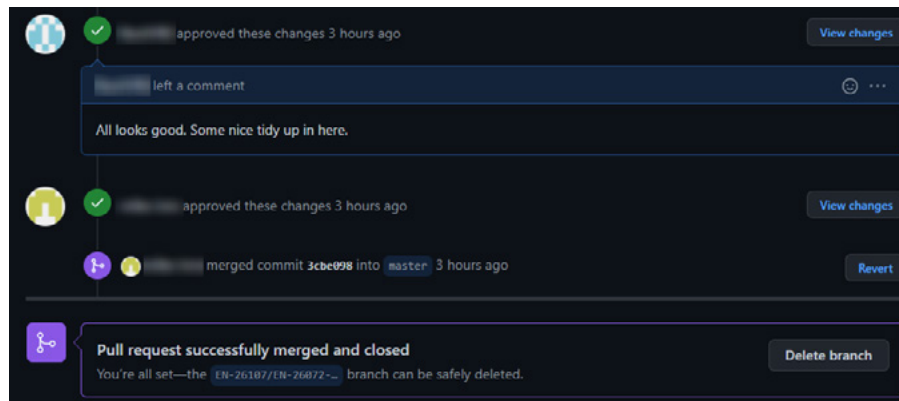 approved these changes 3 hours ago
View changes
left a comment
All looks good. Some nice tidy up in here.
approved these changes 3 hours ago
View changes
merged commit 3cbe098 into master 3 hours ago
Revert
Pull request successfully merged and closed
You're all set—the EN-26107/EN-26072-… branch can be safely deleted.
Delete branch